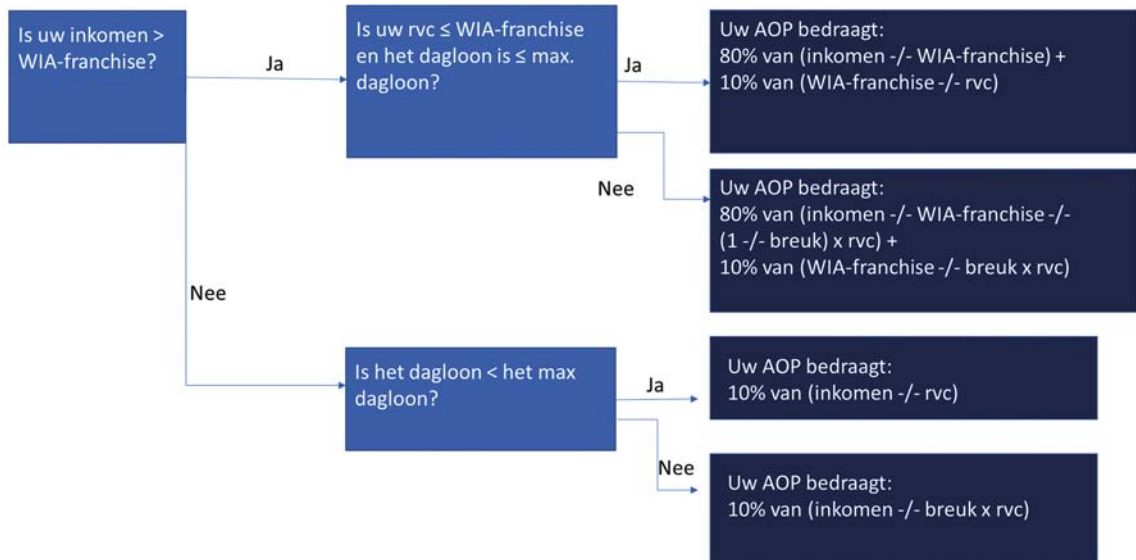 Is uw inkomen >
WIA-franchise?
Ja
Is uw rvc ≤ WIA-franchise
en het dagloon is ≤ max.
dagloon?
Ja
Uw AOP bedraagt:
80% van (inkomen -/- WIA-franchise) +
10% van (WIA-franchise -/- rvc)
Nee
Uw AOP bedraagt:
80% van (inkomen -/- WIA-franchise -/-
(1 -/- breuk) x rvc) +
10% van (WIA-franchise -/- breuk x rvc)
Nee
Is het dagloon < het max
dagloon?
Ja
Uw AOP bedraagt:
10% van (inkomen -/- rvc)
Nee
Uw AOP bedraagt:
10% van (inkomen -/- breuk x rvc)